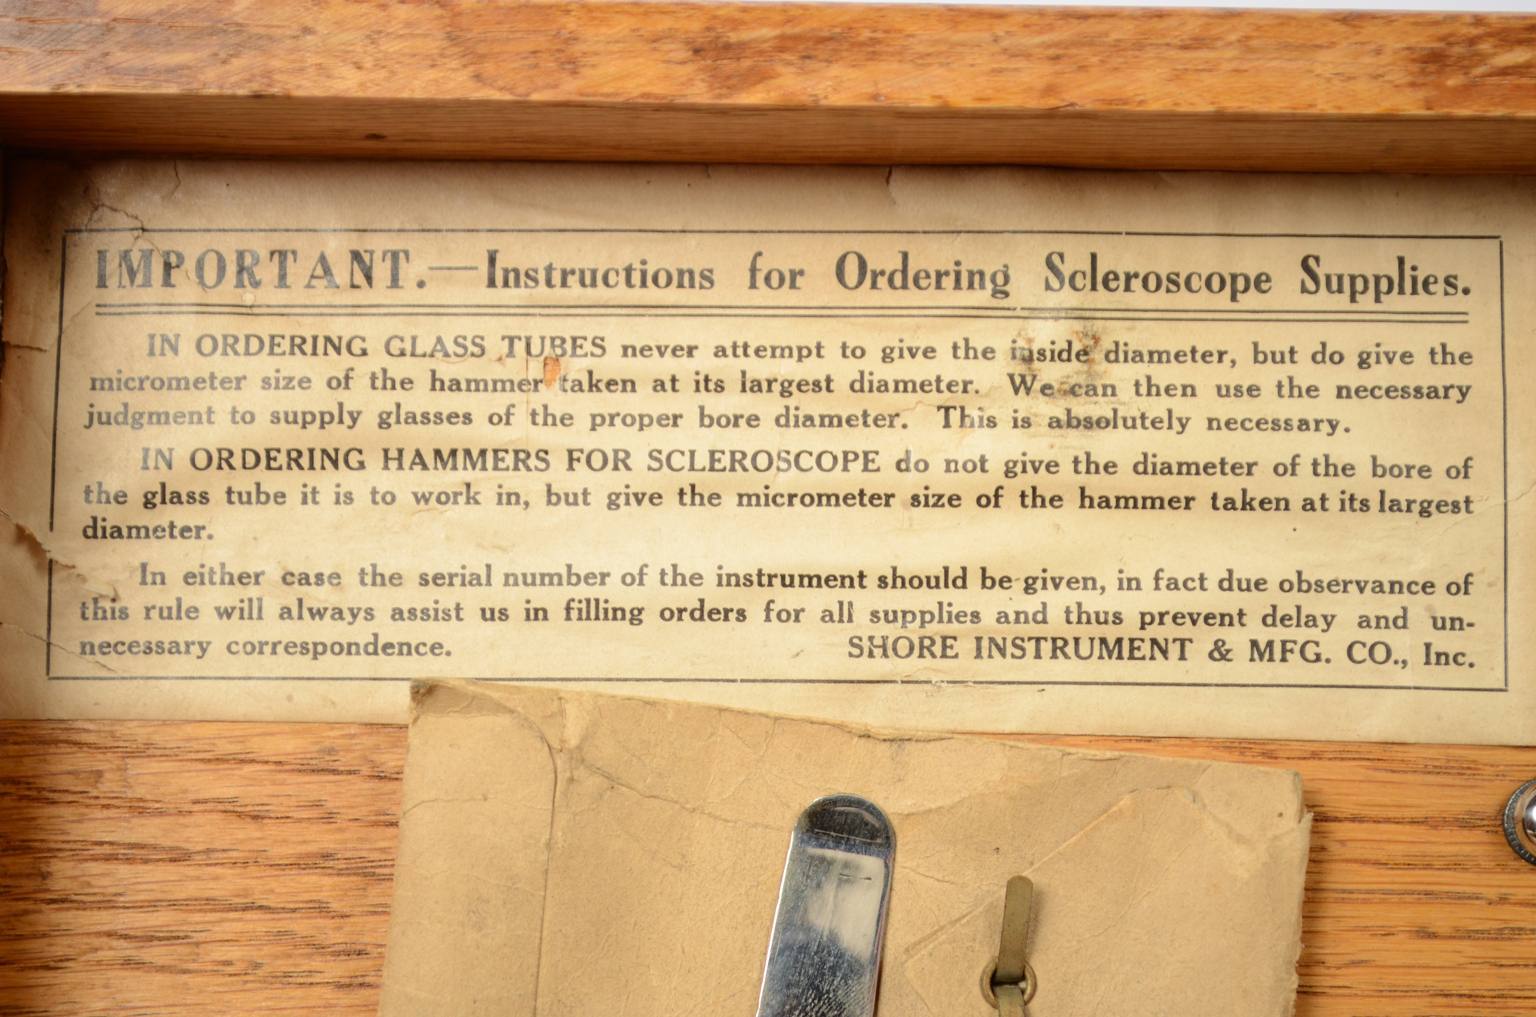 IMPORTANT.—Instructions for Ordering Scleroscope Supplies.
IN ORDERING GLASS TUBES never attempt to give the inside diameter, but do give the
micrometer size of the hammer taken at its largest diameter. We can then use the necessary
judgment to supply glasses of the proper bore diameter. This is absolutely necessary.
IN ORDERING HAMMERS FOR SCLEROSCOPE do not give the diameter of the bore of
the glass tube it is to work in, but give the micrometer size of the hammer taken at its largest
diameter.
In either case the serial number of the instrument should be given, in fact due observance of
this rule will always assist us in filling orders for all supplies and thus prevent delay and un-
necessary correspondence. SHORE INSTRUMENT & MFG. CO., Inc.